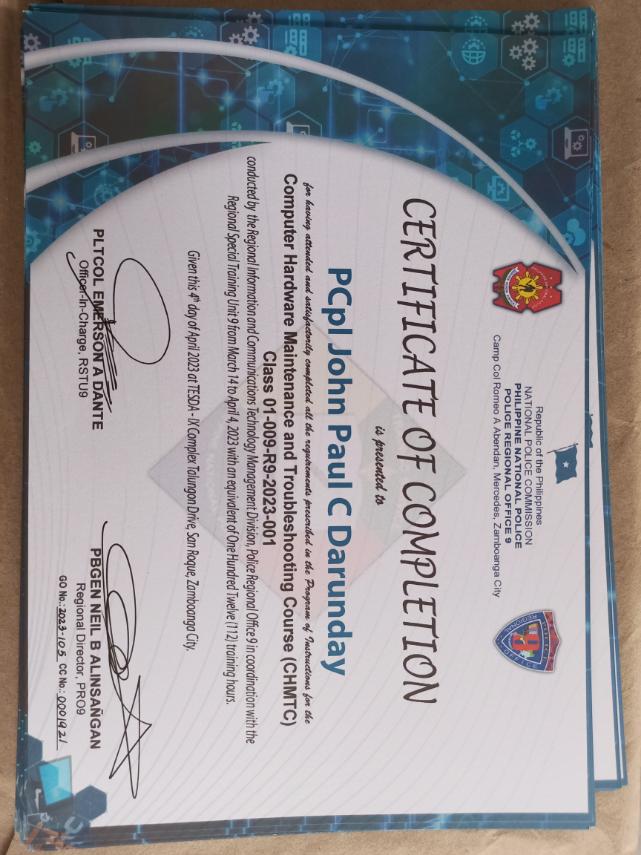 Republic of the Philippines
NATIONAL POLICE COMMISSION
PHILIPPINE NATIONAL POLICE
POLICE REGIONAL OFFICE 9
Camp Col Romeo A Abendan, Mercedes, Zamboanga City
CERTIFICATE OF COMPLETION
is presented to
PCpl John Paul C Darunday
for having attended and satisfactorily completed all the requirements prescribed in the Program of Instructions for the
Computer Hardware Maintenance and Troubleshooting Course (CHMTC)
Class 01-009-R9-2023-001
conducted by the Regional Information and Communications Technology Management Division, Police Regional Office 9 in coordination with the
Regional Special Training Unit 9 from March 14 to April 4, 2023 with an equivalent of One Hundred Twelve (112) training hours.
Given this 4th day of April 2023 at TESDA - IX Complex Talungon Drive, San Roque, Zamboanga City.
PLTCOL EMERSON A DANTE
Officer-In-Charge, RSTU9
PBGEN NEIL B ALINSAÑGAN
Regional Director, PRO9
GO No.: 2023-105 CC No.: 0001921